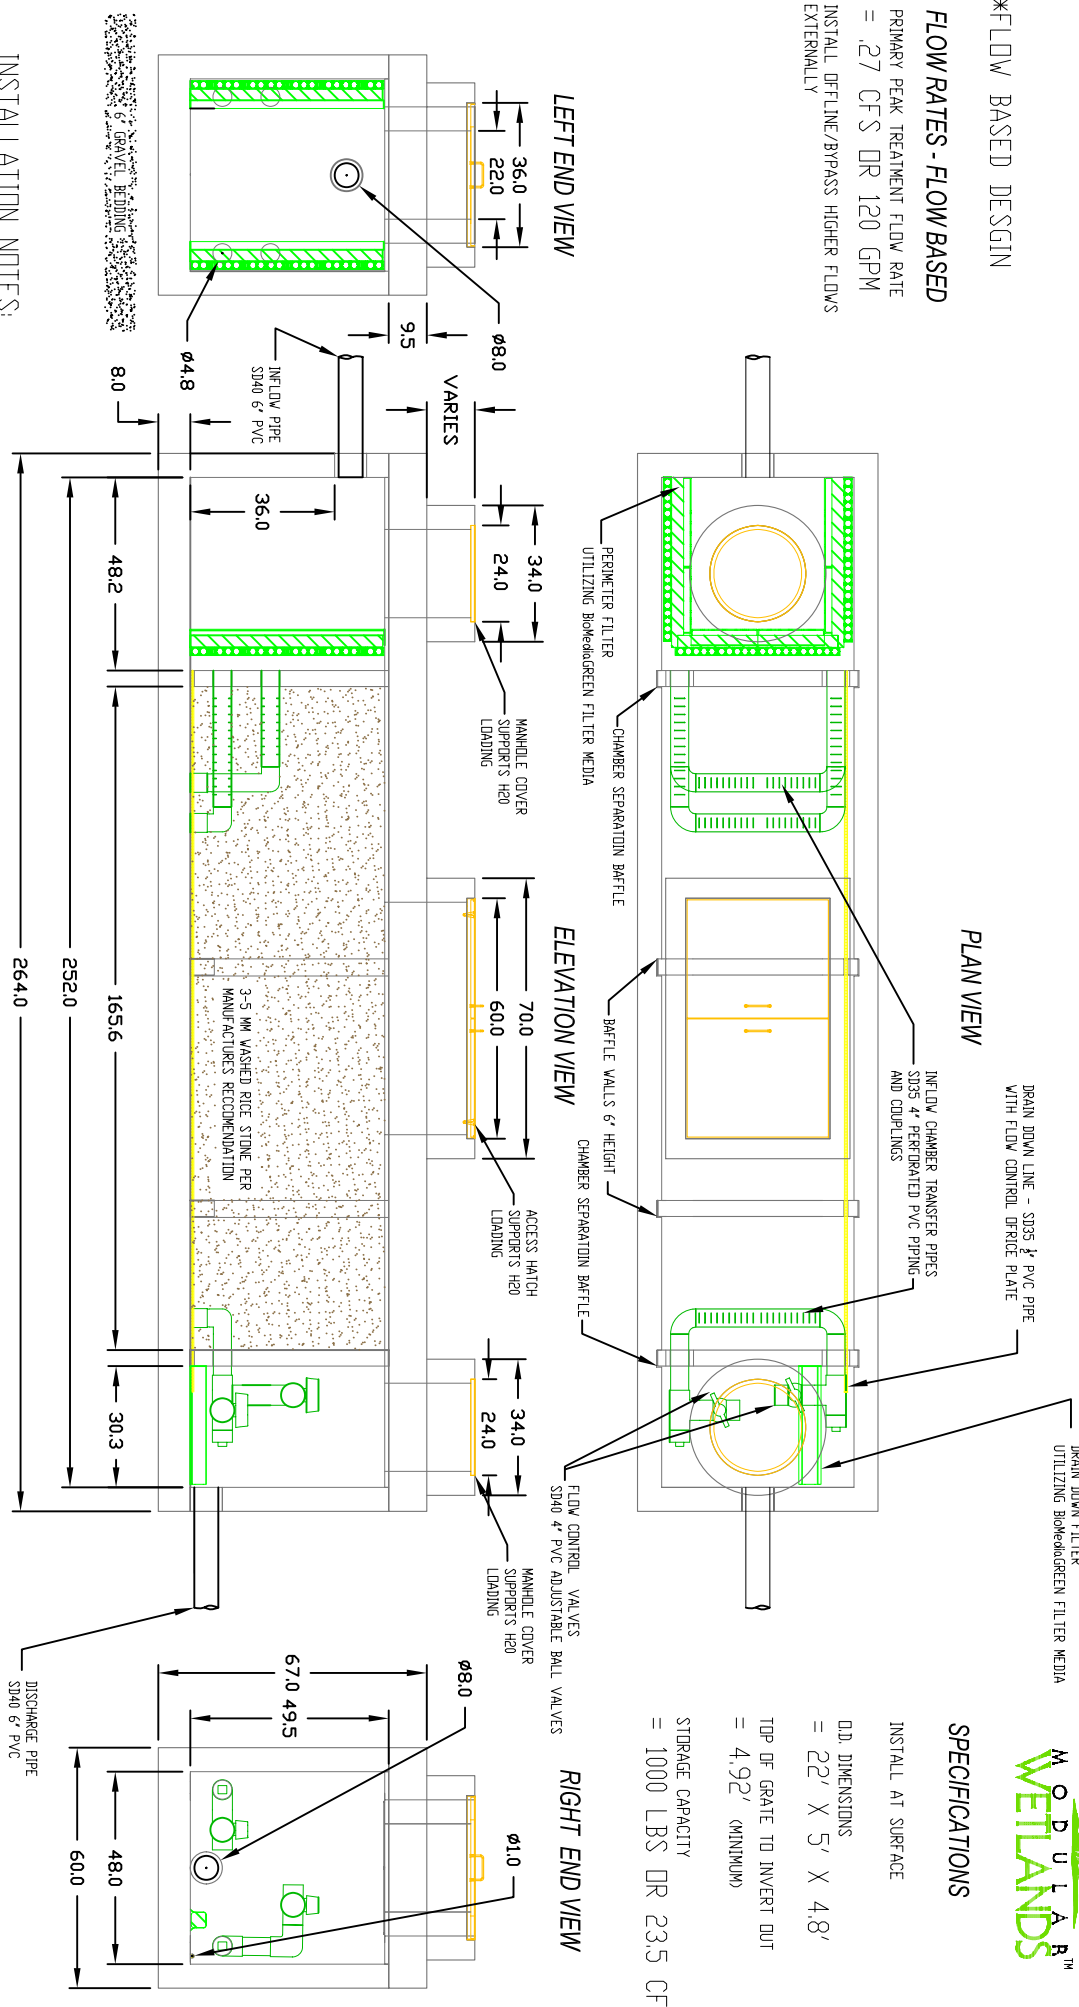 *FLOW BASED DESGIN
FLOW RATES - FLOW BASED
PRIMARY PEAK TREATMENT FLOW RATE
= .27 CFS OR 120 GPM
INSTALL OFFLINE/BYPASS HIGHER FLOWS
EXTERNALLY
PLAN VIEW
DRAIN DOWN LINE - SD35 PVC PIPE
WITH FLOW CONTROL ORFICE PLATE
INFLOW CHAMBER TRANSFER PIPES
SD35 4" PERFORATED PVC PIPING
AND COUPLINGS
DRAIN DOWN FILTER
UTILIZING BioMediaGREEN FILTER MEDIA
MODULAR™
WETLANDS
SPECIFICATIONS
INSTALL AT SURFACE
O.D. DIMENSIONS
= 22' X 5' X 4.8'
TOP OF GRATE TO INVERT OUT
= 4.92' (MINIMUM)
STORAGE CAPACITY
= 1000 LBS OR 23.5 CF
PERIMETER FILTER
UTILIZING BioMediaGREEN FILTER MEDIA
CHAMBER SEPARATOIN BAFFLE
BAFFLE WALLS 6" HEIGHT
CHAMBER SEPARATOIN BAFFLE
FLOW CONTROL VALVES
SD40 4" PVC ADJUSTABLE BALL VALVES
LEFT END VIEW
36.0
22.0
Ø8.0
9.5
Ø4.8
6" GRAVEL BEDDING
ELEVATION VIEW
VARIES
34.0
24.0
MANHOLE COVER
SUPPORTS H20
LOADING
70.0
60.0
ACCESS HATCH
SUPPORTS H20
LOADING
34.0
24.0
MANHOLE COVER
SUPPORTS H20
LOADING
INFLOW PIPE
SD40 6" PVC
36.0
3-5 MM WASHED RICE STONE PER
MANUFACTURES RECCOMENDATION
8.0
48.2
165.6
30.3
252.0
264.0
DISCHARGE PIPE
SD40 6" PVC
RIGHT END VIEW
Ø8.0
Ø1.0
67.0
49.5
48.0
60.0
INSTALLATION NOTES: